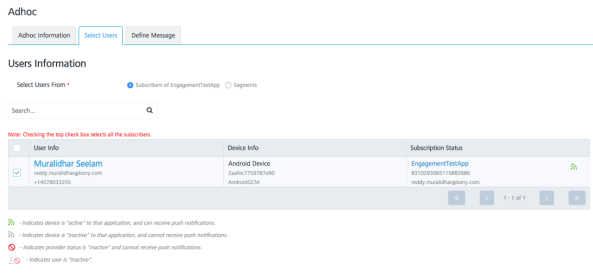 Adhoc
Adhoc Information Select Users Define Message
Users Information
Select Users From * Subscribers of EngagementTestApp Segments
Search...
Note: Checking the top check box selects all the subscribers.
User Info Device Info Subscription Status
Muralidhar Seelam Android Device EngagementTestApp
reddy.muralidhar@kony.com 2aafec7759787e90 8310293065115882686
+14078033255 AndroidGCM reddy.muralidhar@kony.com
« ‹ 1 - 1 of 1 › »
- Indicates device is "active" to that application, and can receive push notifications.
- Indicates device is "inactive" to that application, and cannot receive push notifications.
- Indicates provider status is "inactive" and cannot receive push notifications.
- Indicates user is "inactive".